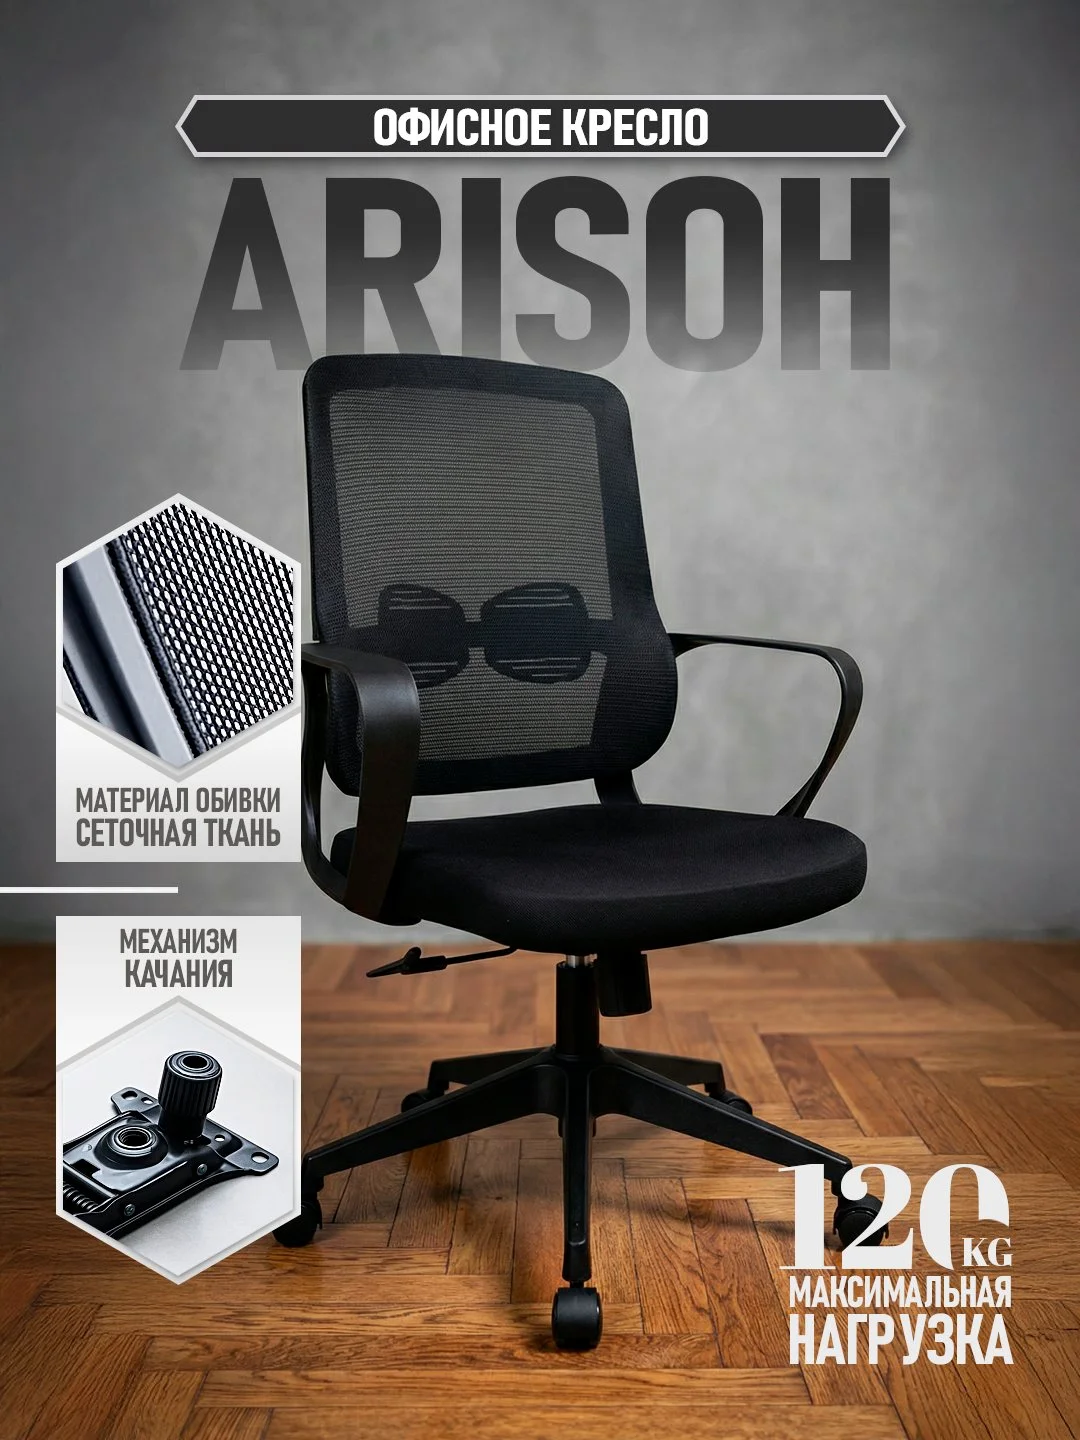 ОФИСНОЕ КРЕСЛО
ARISOH
МАТЕРИАЛ ОБИВКИ
СЕТОЧНАЯ ТКАНЬ
МЕХАНИЗМ
КАЧАНИЯ
120 KG
МАКСИМАЛЬНАЯ
НАГРУЗКА